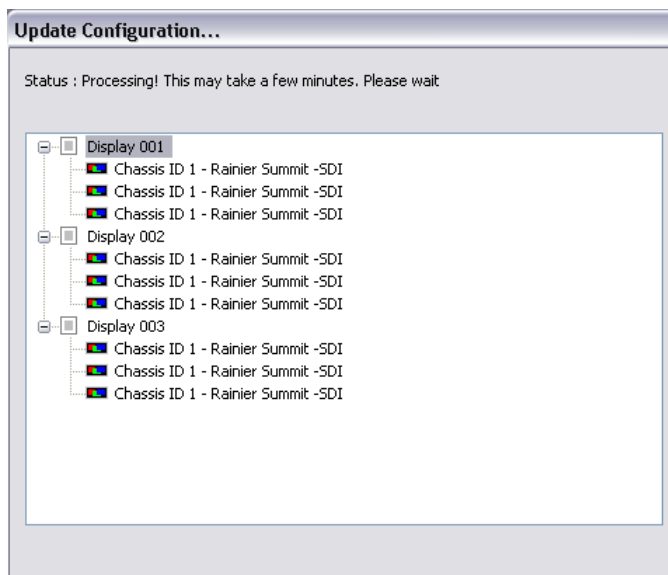 Update Configuration...
Status : Processing! This may take a few minutes. Please wait
Display 001
Chassis ID 1 - Rainier Summit -SDI
Chassis ID 1 - Rainier Summit -SDI
Chassis ID 1 - Rainier Summit -SDI
Display 002
Chassis ID 1 - Rainier Summit -SDI
Chassis ID 1 - Rainier Summit -SDI
Chassis ID 1 - Rainier Summit -SDI
Display 003
Chassis ID 1 - Rainier Summit -SDI
Chassis ID 1 - Rainier Summit -SDI
Chassis ID 1 - Rainier Summit -SDI